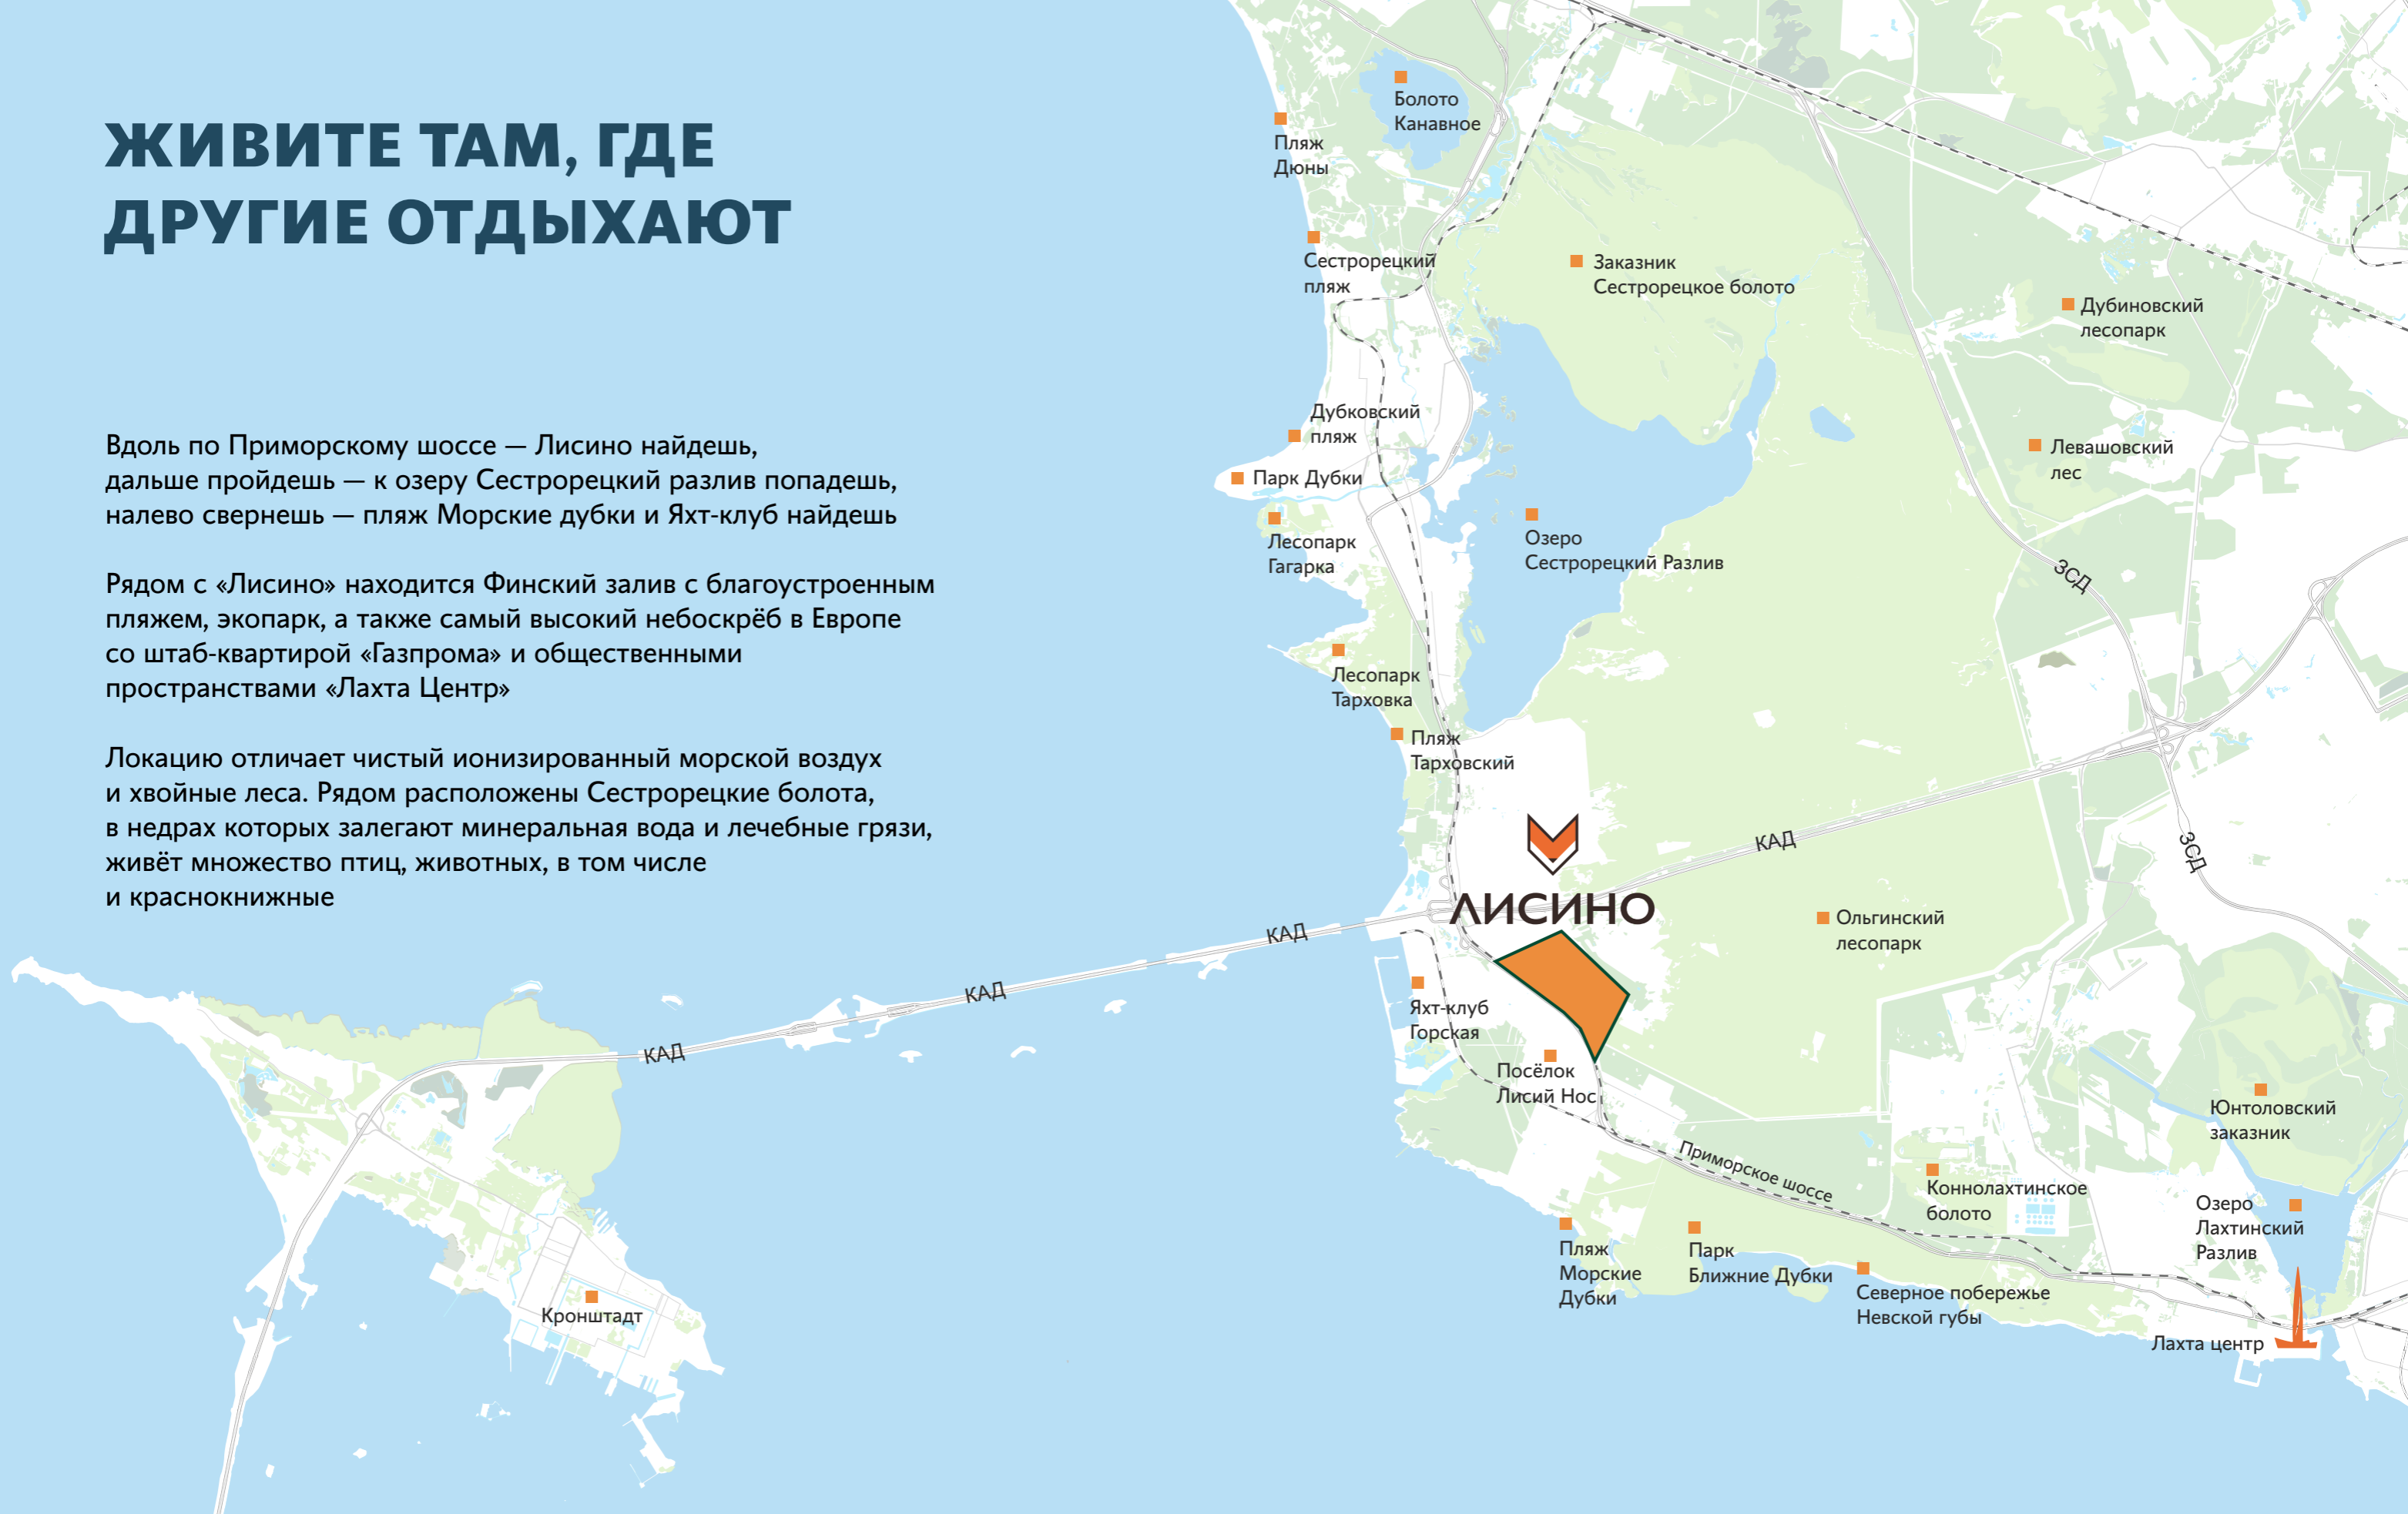 ЖИВИТЕ ТАМ, ГДЕ
ДРУГИЕ ОТДЫХАЮТ
Вдоль по Приморскому шоссе — Лисино найдешь,
дальше пройдешь — к озеру Сестрорецкий разлив попадешь,
налево свернешь — пляж Морские дубки и Яхт-клуб найдешь
Рядом с «Лисино» находится Финский залив с благоустроенным
пляжем, экопарк, а также самый высокий небоскрёб в Европе
со штаб-квартирой «Газпрома» и общественными
пространствами «Лахта Центр»
Локацию отличает чистый ионизированный морской воздух
и хвойные леса. Рядом расположены Сестрорецкие болота,
в недрах которых залегают минеральная вода и лечебные грязи,
живёт множество птиц, животных, в том числе
и краснокнижные
Болото
Канавное
Пляж
Дюны
Сестрорецкий
пляж
Заказник
Сестрорецкое болото
Дубиновский
лесопарк
Дубковский
пляж
Парк Дубки
Левашовский
лес
Лесопарк
Гагарка
Озеро
Сестрорецкий Разлив
ЗСД
Лесопарк
Тарховка
Пляж
Тарховский
КАД
ЗСД
ЛИСИНО
Ольгинский
лесопарк
КАД
КАД
КАД
Яхт-клуб
Горская
Посёлок
Лисий Нос
Юнтоловский
заказник
Приморское шоссе
Коннолахтинское
болото
Озеро
Лахтинский
Разлив
Пляж
Морские
Дубки
Парк
Ближние Дубки
Северное побережье
Невской губы
Кронштадт
Лахта центр